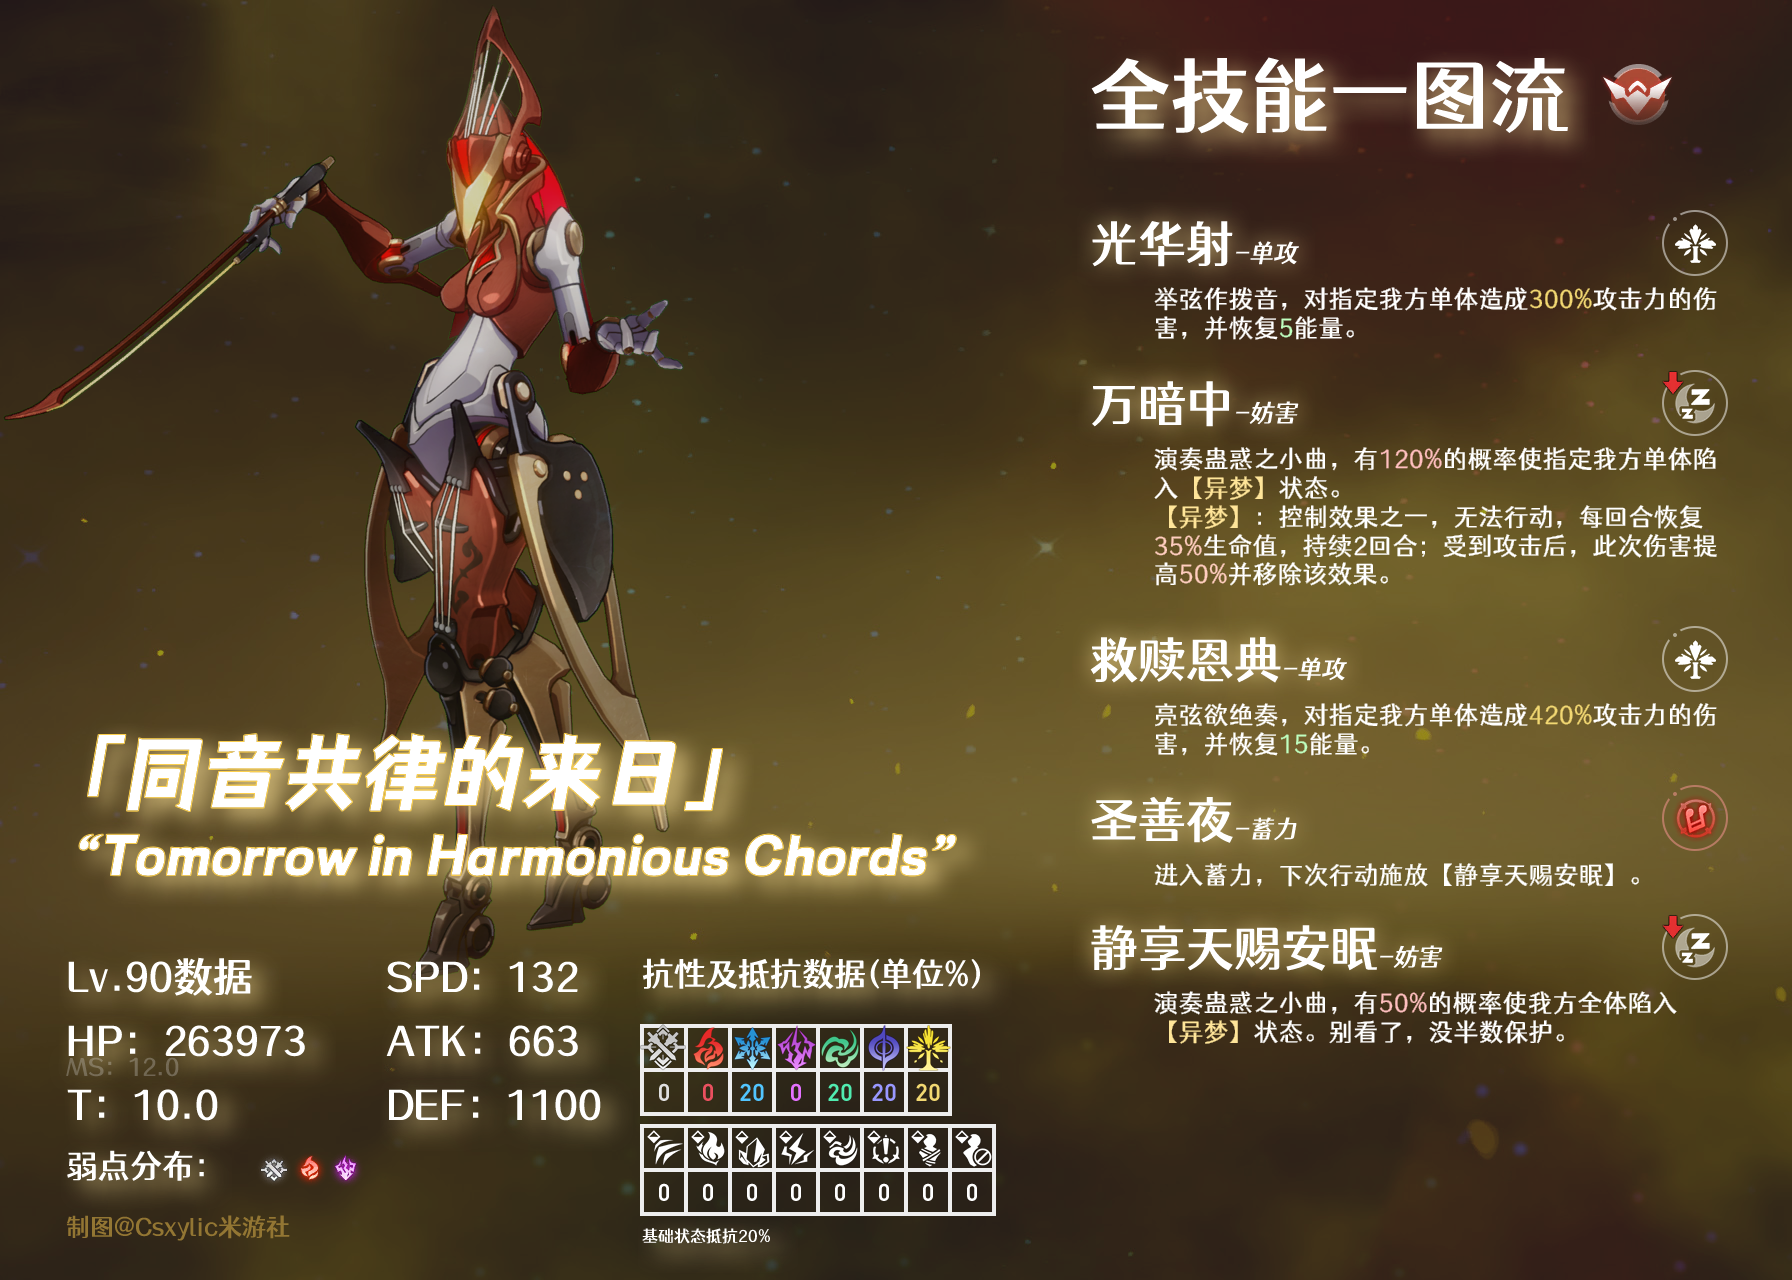 全技能一图流
光华射-单攻
举弦作拨音，对指定我方单体造成300%攻击力的伤
害，并恢复5能量。
万暗中-妨害
演奏蛊惑之小曲，有120%的概率使指定我方单体陷
入【异梦】状态。
【异梦】：控制效果之一，无法行动，每回合恢复
35%生命值，持续2回合；受到攻击后，此次伤害提
高50%并移除该效果。
救赎恩典-单攻
亮弦欲绝奏，对指定我方单体造成420%攻击力的伤
害，并恢复15能量。
圣善夜-蓄力
进入蓄力，下次行动施放【静享天赐安眠】。
静享天赐安眠-妨害
演奏蛊惑之小曲，有50%的概率使我方全体陷入
【异梦】状态。别看了，没半数保护。
「同音共律的来日」
“Tomorrow in Harmonious Chords”
Lv.90数据
SPD：132
HP：263973
ATK：663
MS：12.0
T：10.0
DEF：1100
弱点分布：
制图@Csxylic米游社
抗性及抵抗数据(单位%)
0 0 20 0 20 20 20
0 0 0 0 0 0 0 0
基础状态抵抗20%